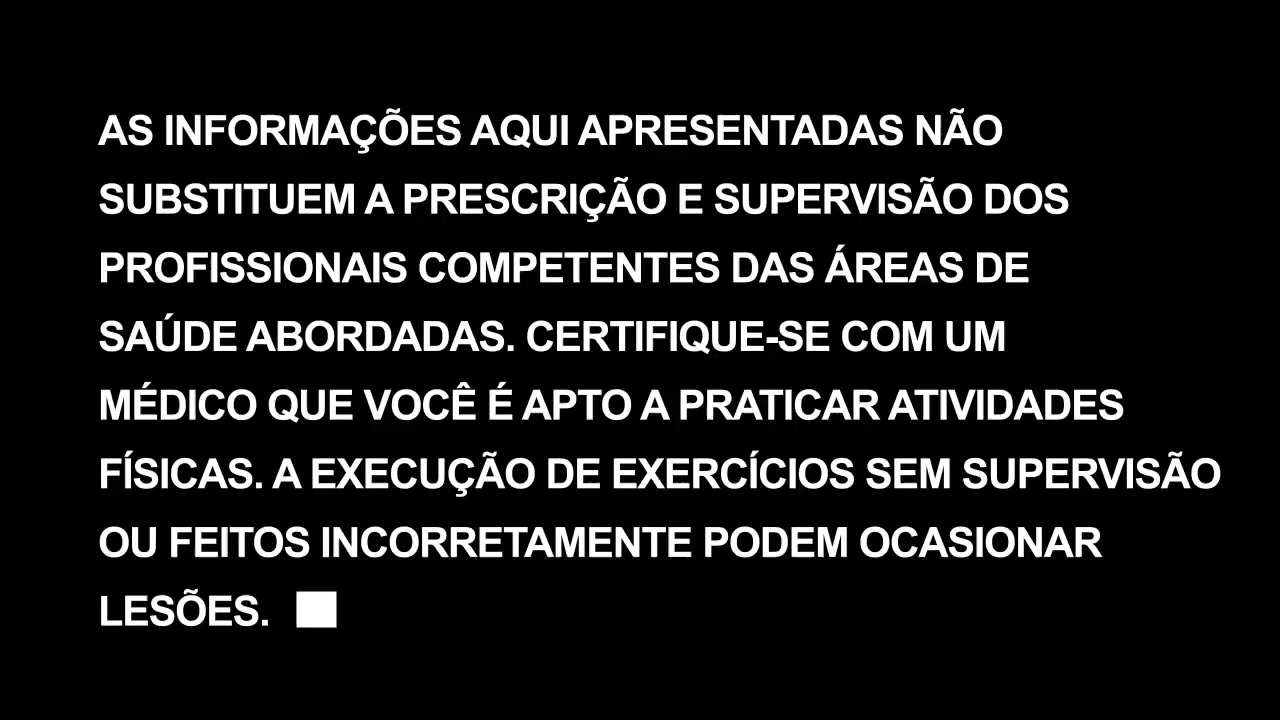 AS INFORMAÇÕES AQUI APRESENTADAS NÃO
SUBSTITUEM A PRESCRIÇÃO E SUPERVISÃO DOS
PROFISSIONAIS COMPETENTES DAS ÁREAS DE
SAÚDE ABORDADAS. CERTIFIQUE-SE COM UM
MÉDICO QUE VOCÊ É APTO A PRATICAR ATIVIDADES
FÍSICAS. A EXECUÇÃO DE EXERCÍCIOS SEM SUPERVISÃO
OU FEITOS INCORRETAMENTE PODEM OCASIONAR
LESÕES.